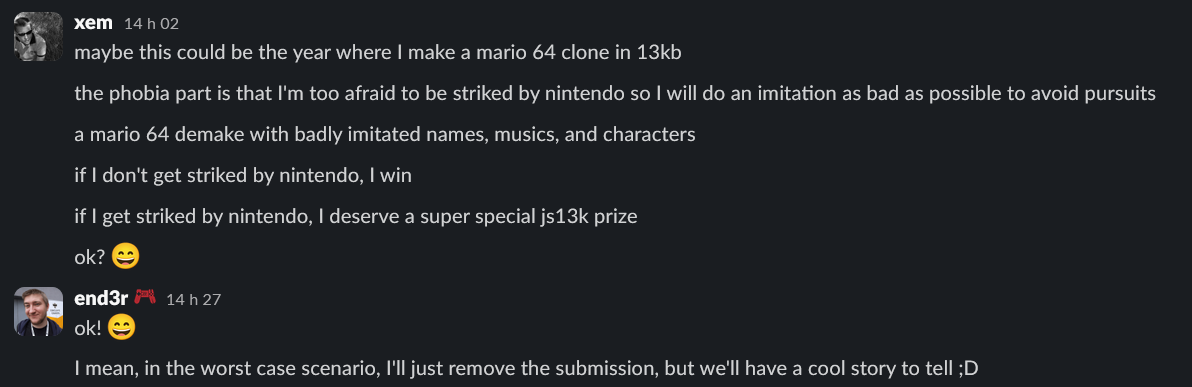 xem 14 h 02
maybe this could be the year where I make a mario 64 clone in 13kb
the phobia part is that I'm too afraid to be striked by nintendo so I will do an imitation as bad as possible to avoid pursuits
a mario 64 demake with badly imitated names, musics, and characters
if I don't get striked by nintendo, I win
if I get striked by nintendo, I deserve a super special js13k prize
ok? 😄
end3r 🎮 14 h 27
ok! 😄
I mean, in the worst case scenario, I'll just remove the submission, but we'll have a cool story to tell ;D